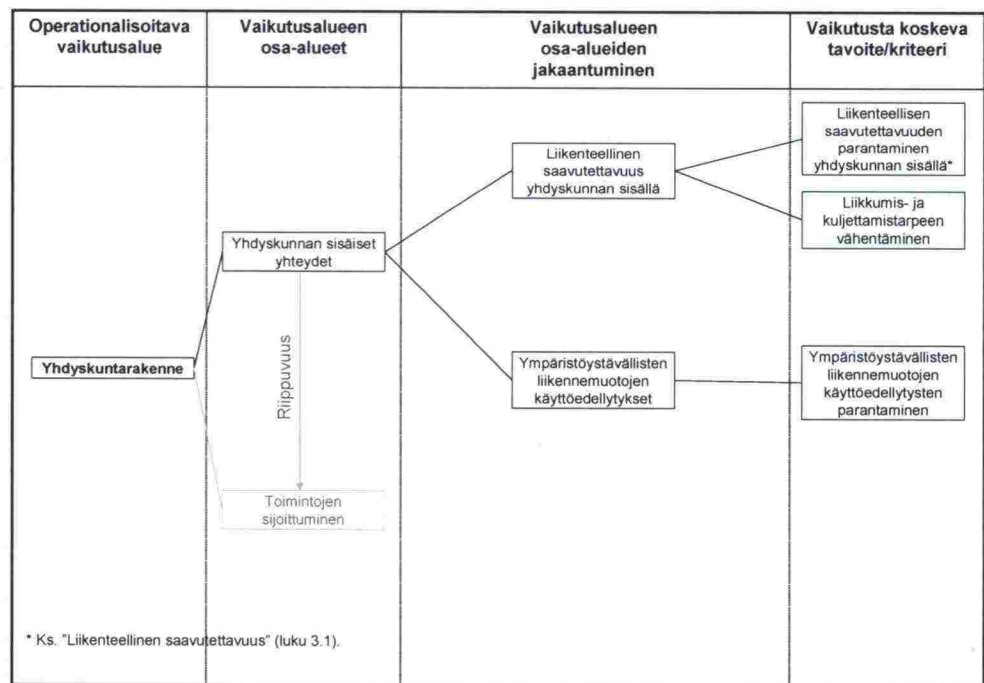 Operationalisoitava
vaikutusalue
Vaikutusalueen
osa-alueet
Vaikutusalueen
osa-alueiden
jakaantuminen
Vaikutusta koskeva
tavoite/kriteeri
Yhdyskuntarakenne
Yhdyskunnan sisäiset
yhteydet
Riippuvuus
Toimintojen
sijoittuminen
Liikenteellinen
saavutettavuus
yhdyskunnan sisällä
Ympäristöystävällisten
liikennemuotojen
käyttöedellytykset
Liikenteellisen
saavutettavuuden
parantaminen
yhdyskunnan sisällä*
Liikkumis- ja
kuljettamistarpeen
vähentäminen
Ympäristöystävällisten
liikennemuotojen
käyttöedellytysten
parantaminen
* Ks. "Liikenteellinen saavutettavuus" (luku 3.1).